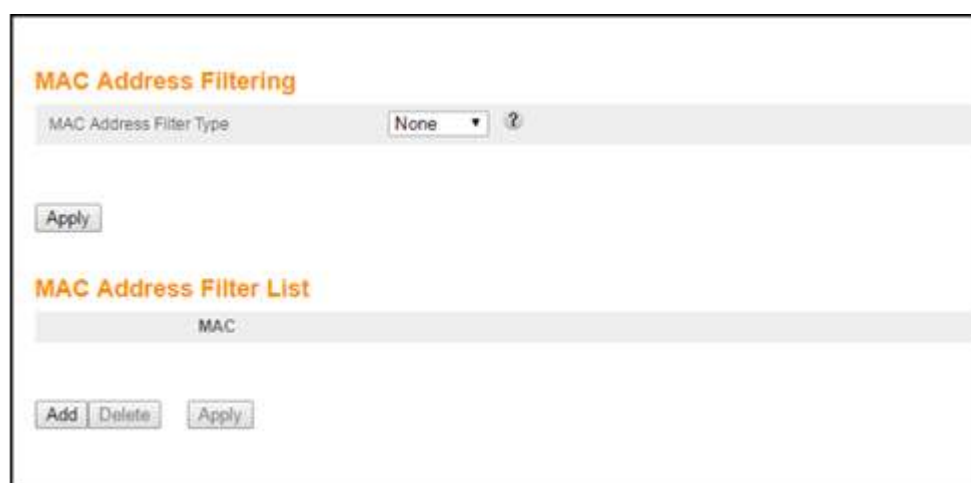 MAC Address Filtering
MAC Address Filter Type None ?
Apply
MAC Address Filter List
MAC
Add Delete Apply